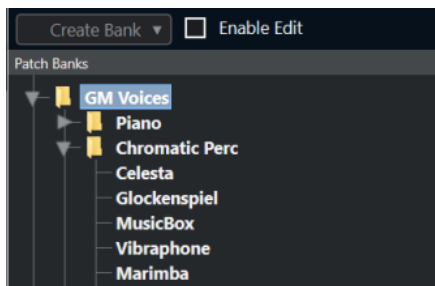 Create Bank Enable Edit
Patch Banks
GM Voices
Piano
Chromatic Perc
Celesta
Glockenspiel
MusicBox
Vibraphone
Marimba